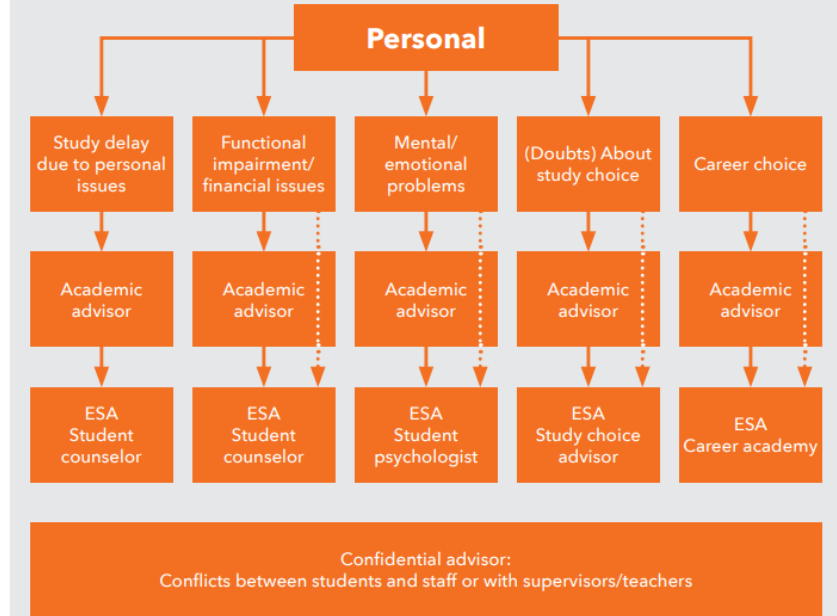 Personal
Study delay
due to personal
issues
Functional
impairment/
financial issues
Mental/
emotional
problems
(Doubts) About
study choice
Career choice
Academic
advisor
Academic
advisor
Academic
advisor
Academic
advisor
Academic
advisor
ESA
Student
counselor
ESA
Student
counselor
ESA
Student
psychologist
ESA
Study choice
advisor
ESA
Career academy
Confidential advisor:
Conflicts between students and staff or with supervisors/teachers